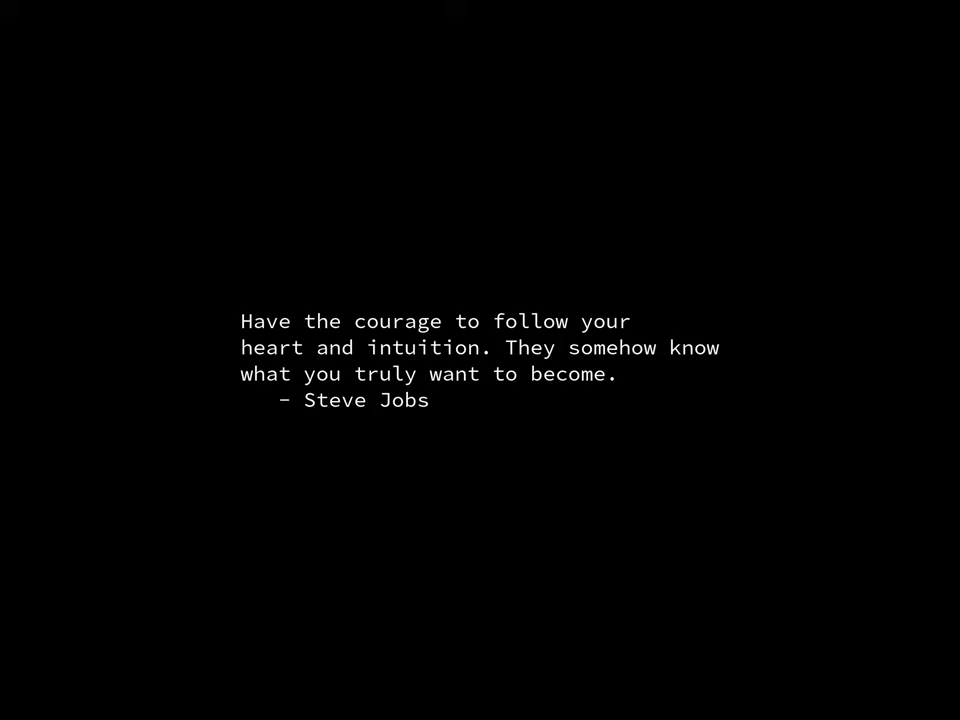 Have the courage to follow your
heart and intuition. They somehow know
what you truly want to become.
– Steve Jobs